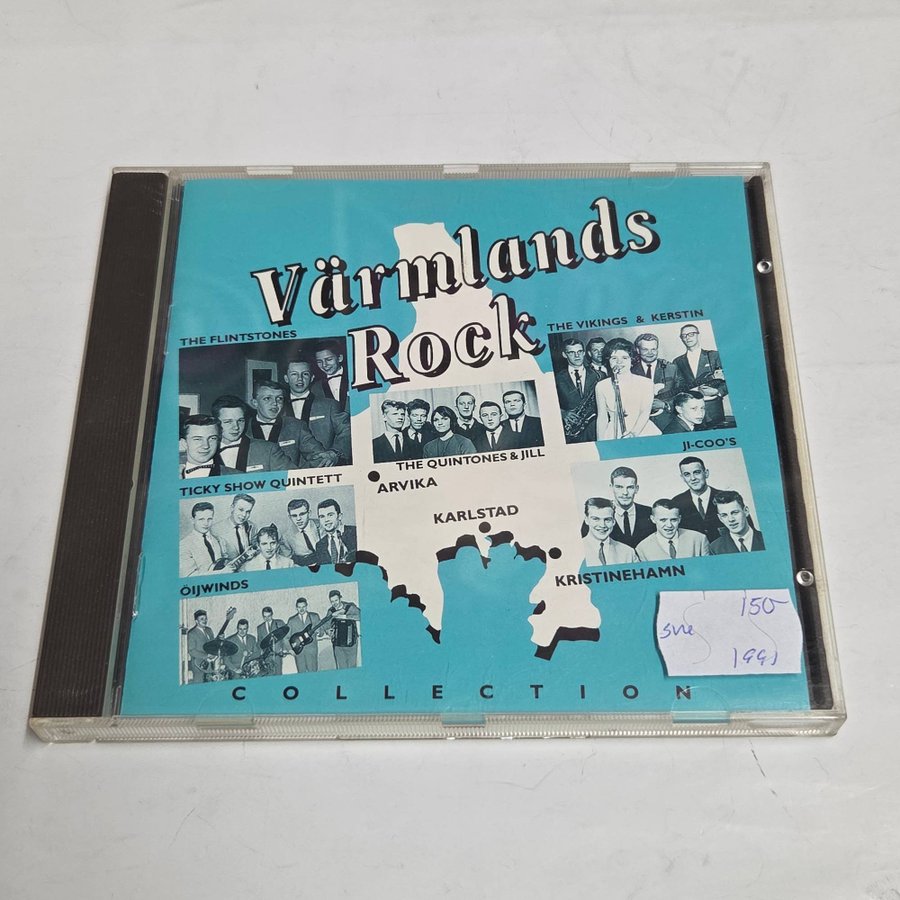 Värmlands
Rock
THE FLINTSTONES
THE VIKINGS & KERSTIN
THE QUINTONES & JILL
JI-COO'S
TICKY SHOW QUINTETT
ARVIKA
KARLSTAD
KRISTINEHAMN
ÖIJWINDS
150-
sve
1991
COLLECTION